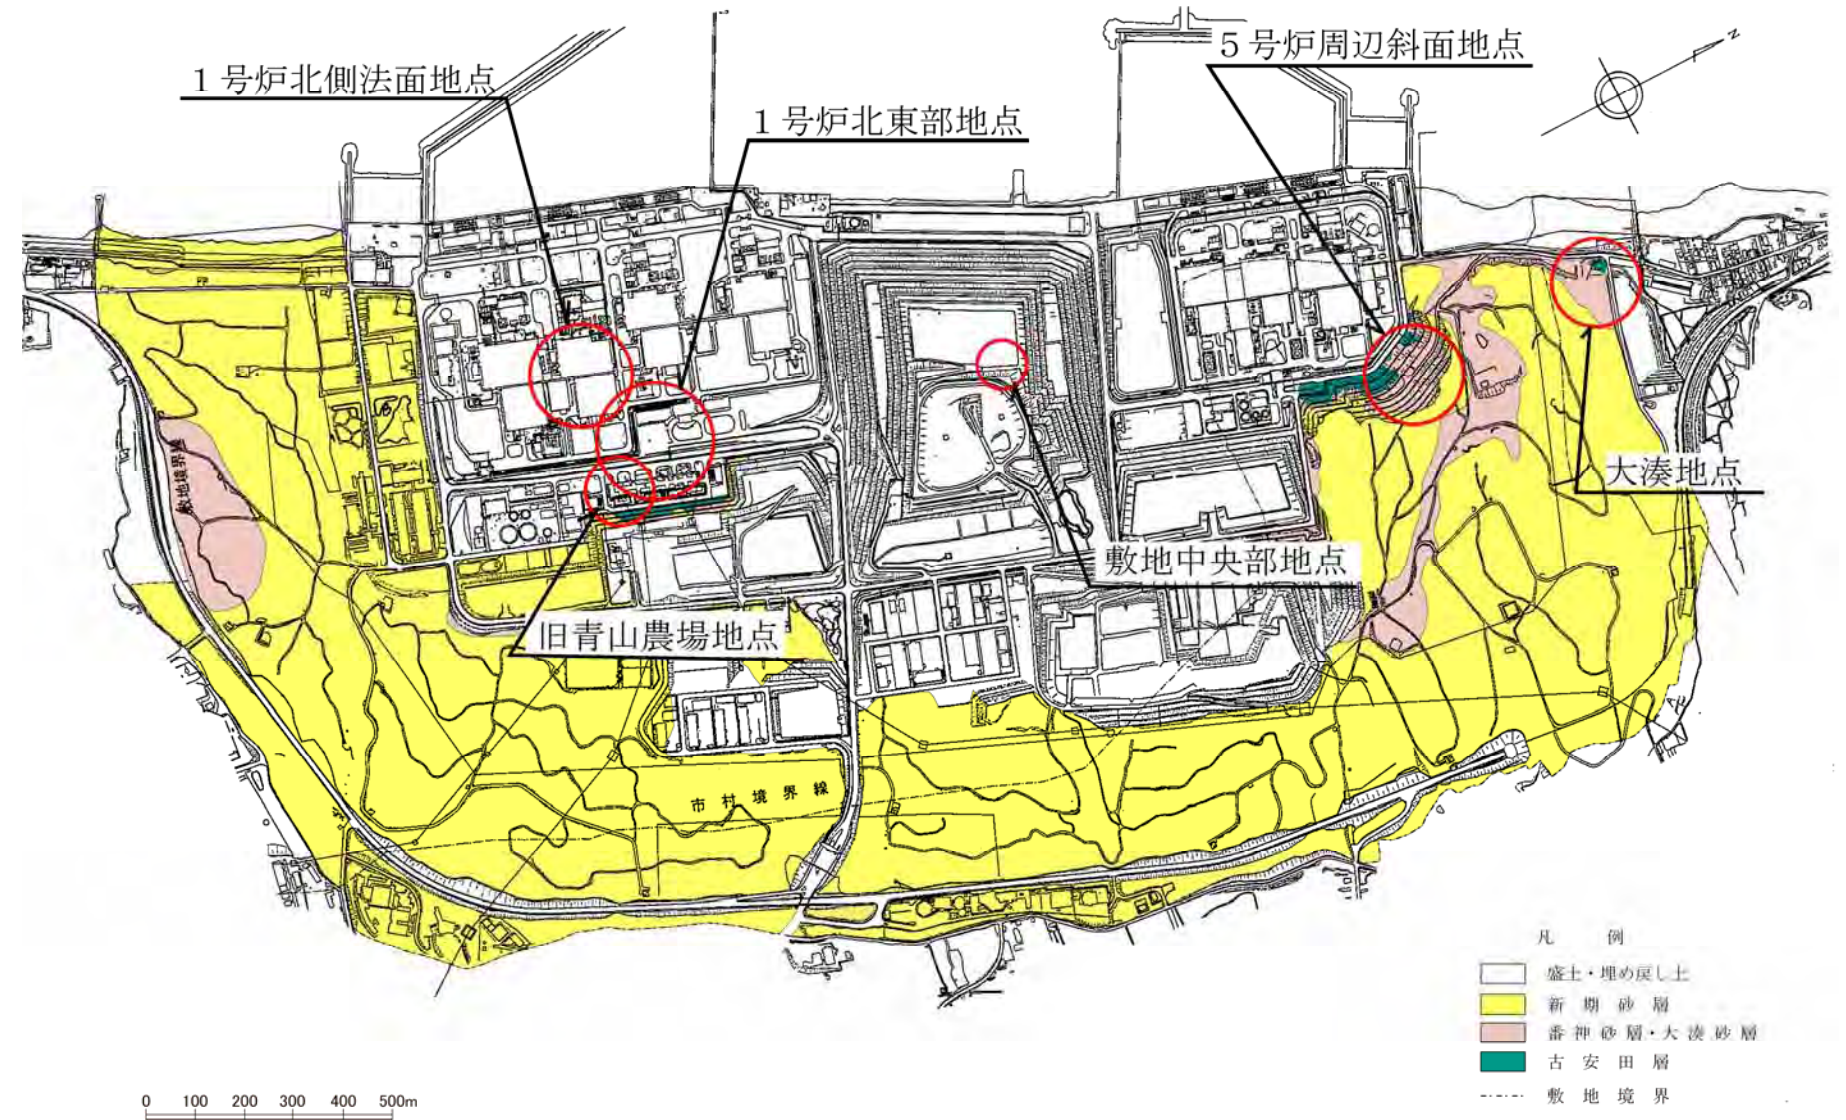 5号炉周辺斜面地点
N
1号炉北側法面地点
1号炉北東部地点
大湊地点
敷地境界線
敷地中央部地点
旧青山農場地点
市村境界線
凡例
盛土・埋め戻し土
新期砂層
番神砂層・大湊砂層
古安田層
敷地境界
0 100 200 300 400 500m